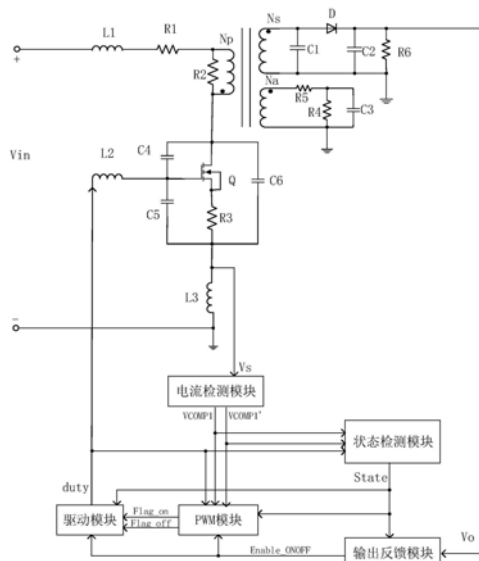 L1
R1
Np
Ns
D
+
R2
C1
C2
R6
Na
R5
R4
C3
Vin
L2
C4
Q
C6
C5
R3
L3
-
Vs
电流检测模块
VCOMP1
VCOMP1'
状态检测模块
duty
State
驱动模块
Flag_on
Flag_off
PWM模块
Enable_ONOFF
输出反馈模块
Vo